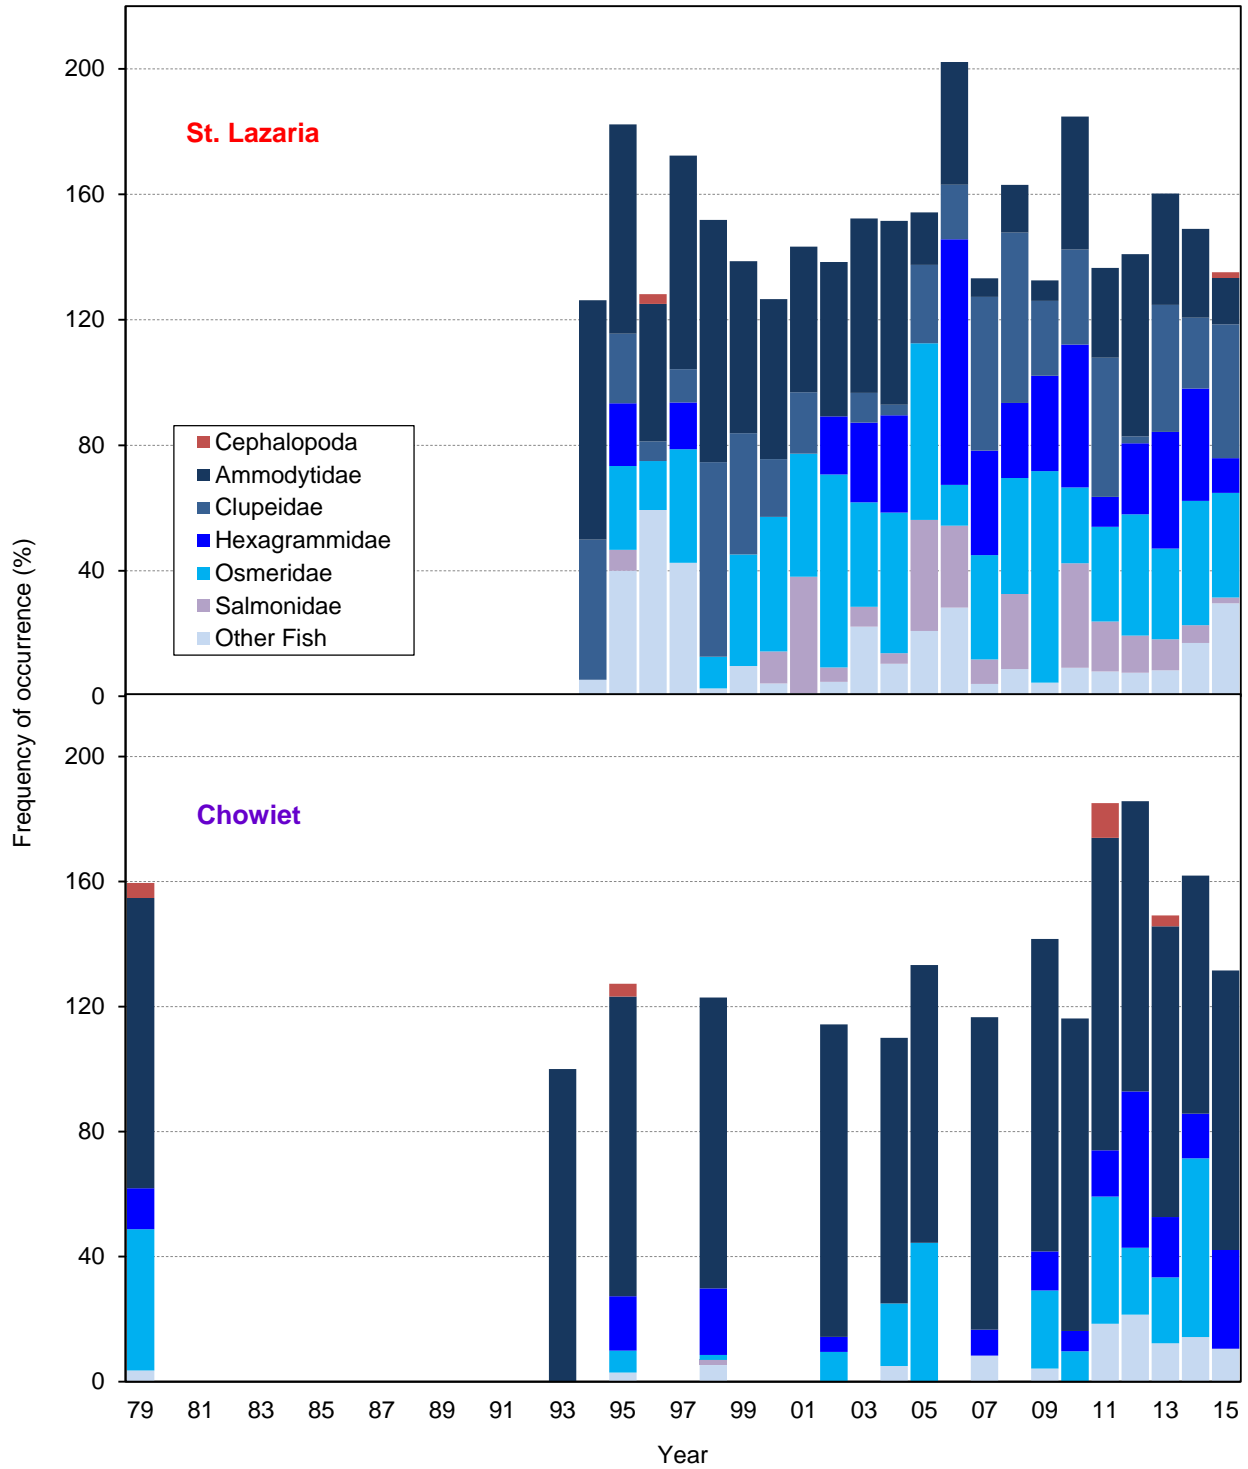 200
St. Lazaria
160
120
80
Cephalopoda
Ammodytidae
Clupeidae
Hexagrammidae
Osmeridae
Salmonidae
Other Fish
40
0
Frequency of occurrence (%)
200
Chowiet
160
120
80
40
0
79 81 83 85 87 89 91 93 95 97 99 01 03 05 07 09 11 13 15
Year